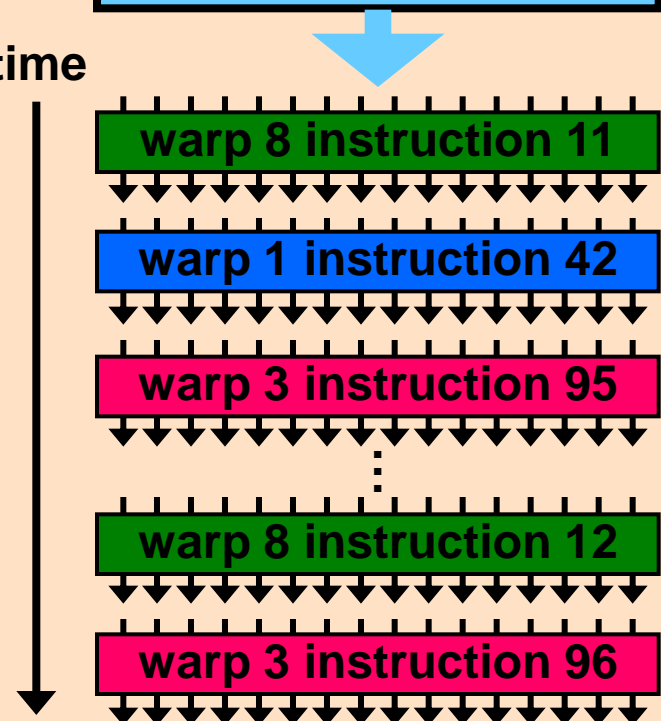 time
warp 8 instruction 11
warp 1 instruction 42
warp 3 instruction 95
⋮
warp 8 instruction 12
warp 3 instruction 96